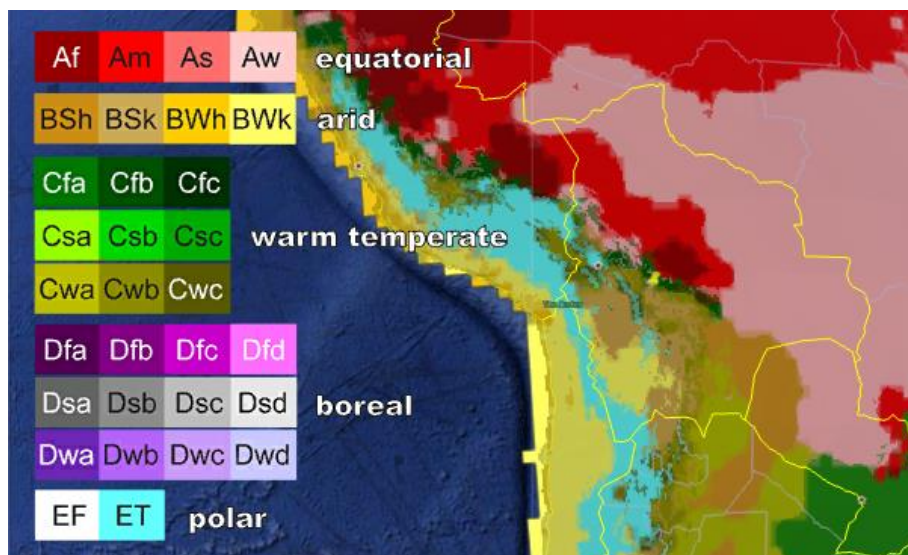 Af Am As Aw equatorial
BSh BSk BWh BWk arid
Cfa Cfb Cfc
Csa Csb Csc warm temperate
Cwa Cwb Cwc
Dfa Dfb Dfc Dfd
Dsa Dsb Dsc Dsd boreal
Dwa Dwb Dwc Dwd
EF ET polar